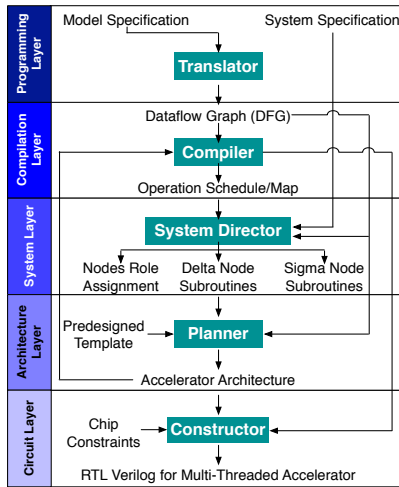 Programming
Layer
Model Specification
System Specification
Translator
Compilation
Layer
Dataflow Graph (DFG)
Compiler
Operation Schedule/Map
System Layer
System Director
Nodes Role
Assignment
Delta Node
Subroutines
Sigma Node
Subroutines
Architecture
Layer
Predesigned
Template
Planner
Accelerator Architecture
Circuit Layer
Chip
Constraints
Constructor
RTL Verilog for Multi-Threaded Accelerator